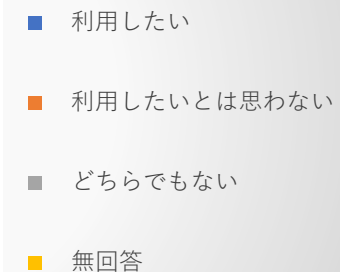 利用したい
利用したいとは思わない
どちらでもない
無回答